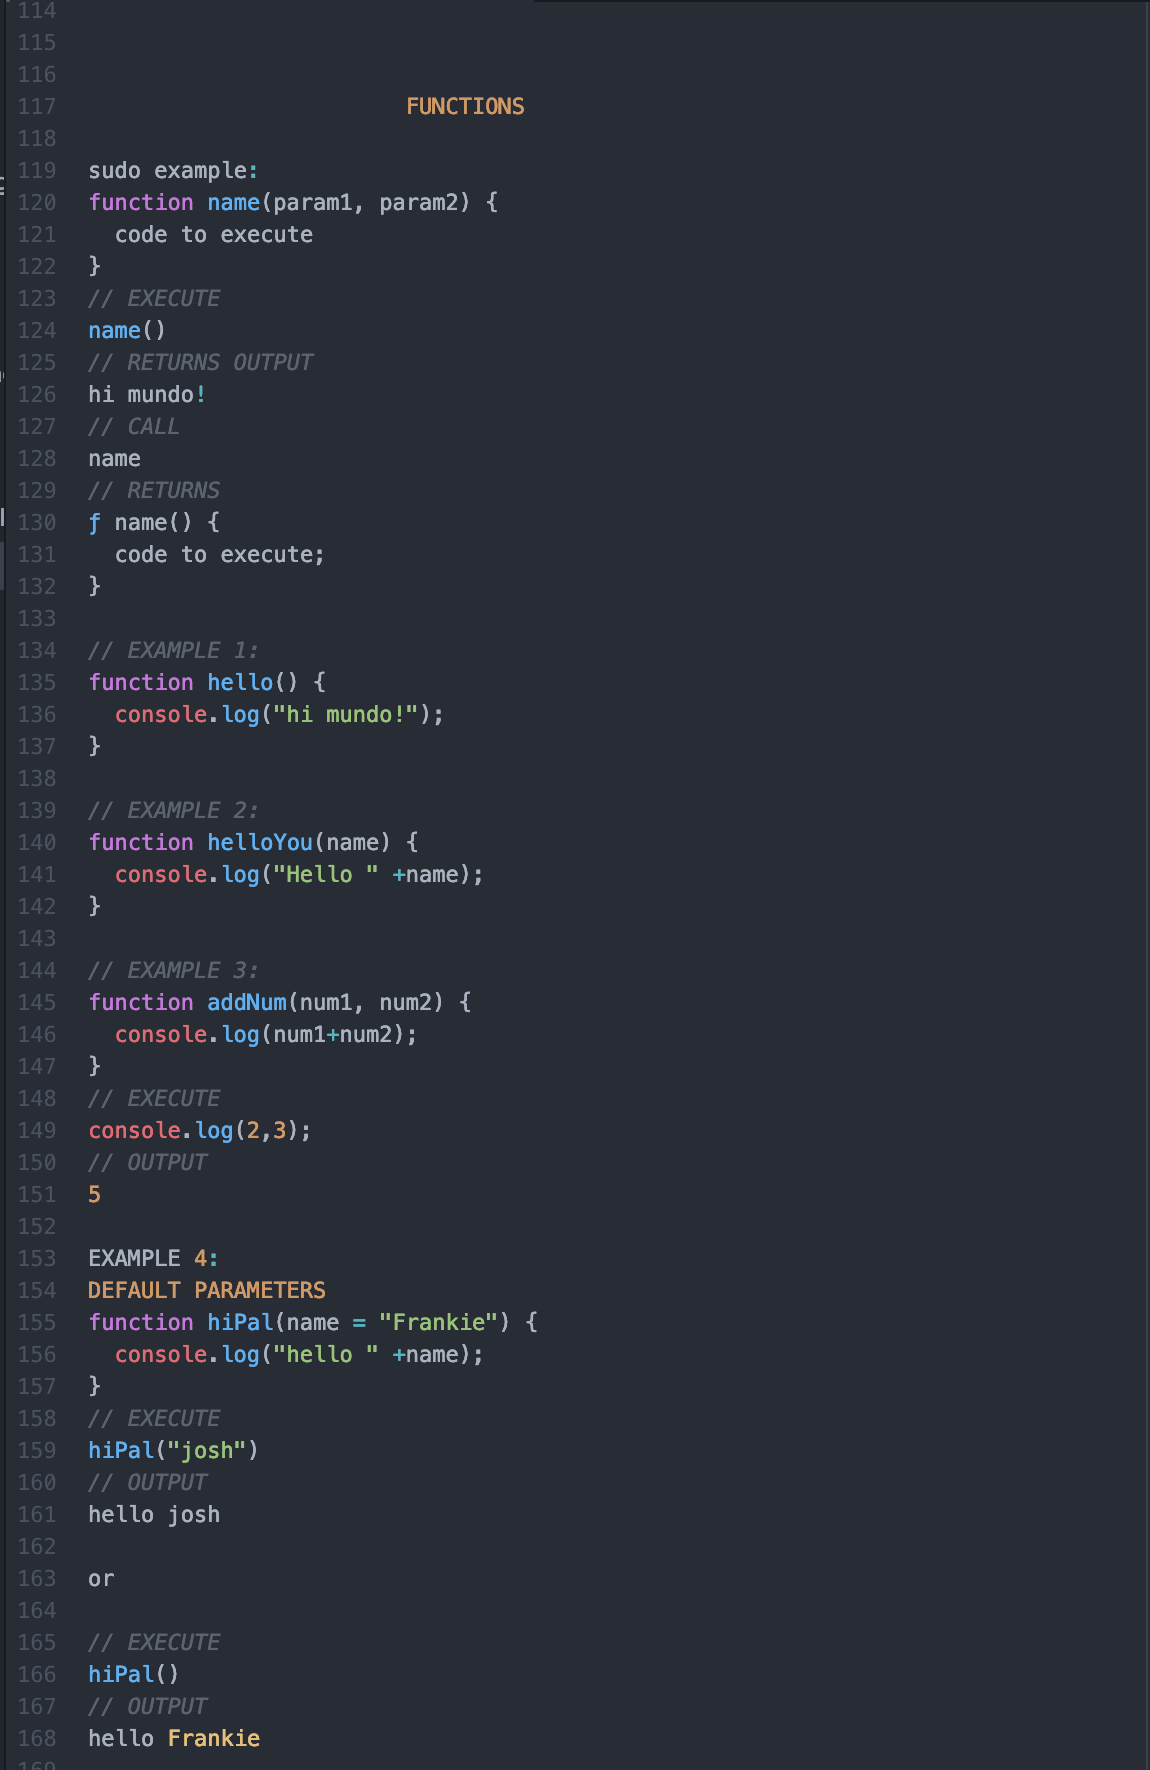 114
115
116
117 FUNCTIONS
118
119 sudo example:
120 function name(param1, param2) {
121   code to execute
122 }
123 // EXECUTE
124 name()
125 // RETURNS OUTPUT
126 hi mundo!
127 // CALL
128 name
129 // RETURNS
130 ƒ name() {
131   code to execute;
132 }
133
134 // EXAMPLE 1:
135 function hello() {
136   console.log("hi mundo!");
137 }
138
139 // EXAMPLE 2:
140 function helloYou(name) {
141   console.log("Hello " +name);
142 }
143
144 // EXAMPLE 3:
145 function addNum(num1, num2) {
146   console.log(num1+num2);
147 }
148 // EXECUTE
149 console.log(2,3);
150 // OUTPUT
151 5
152
153 EXAMPLE 4:
154 DEFAULT PARAMETERS
155 function hiPal(name = "Frankie") {
156   console.log("hello " +name);
157 }
158 // EXECUTE
159 hiPal("josh")
160 // OUTPUT
161 hello josh
162
163 or
164
165 // EXECUTE
166 hiPal()
167 // OUTPUT
168 hello Frankie
169